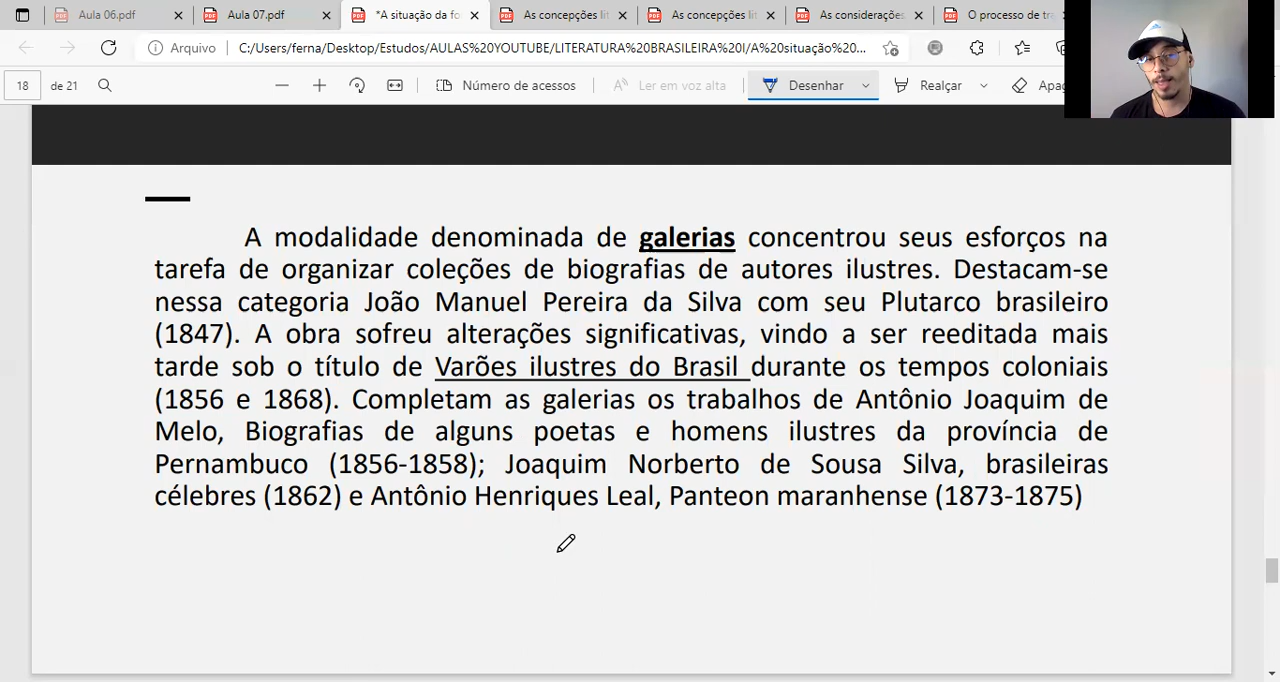 Aula 06.pdf
Aula 07.pdf
*A situação da fo
As concepções lit
As concepções lit
As considerações
O processo de tra
Arquivo
C:/Users/ferna/Desktop/Estudos/AULAS%20YOUTUBE/LITERATURA%20BRASILEIRA%20I/A%20situação%20...
18 de 21
Número de acessos
Ler em voz alta
Desenhar
Realçar
Apag
A modalidade denominada de galerias concentrou seus esforços na
tarefa de organizar coleções de biografias de autores ilustres. Destacam-se
nessa categoria João Manuel Pereira da Silva com seu Plutarco brasileiro
(1847). A obra sofreu alterações significativas, vindo a ser reeditada mais
tarde sob o título de Varões ilustres do Brasil durante os tempos coloniais
(1856 e 1868). Completam as galerias os trabalhos de Antônio Joaquim de
Melo, Biografias de alguns poetas e homens ilustres da província de
Pernambuco (1856-1858); Joaquim Norberto de Sousa Silva, brasileiras
célebres (1862) e Antônio Henriques Leal, Panteon maranhense (1873-1875)